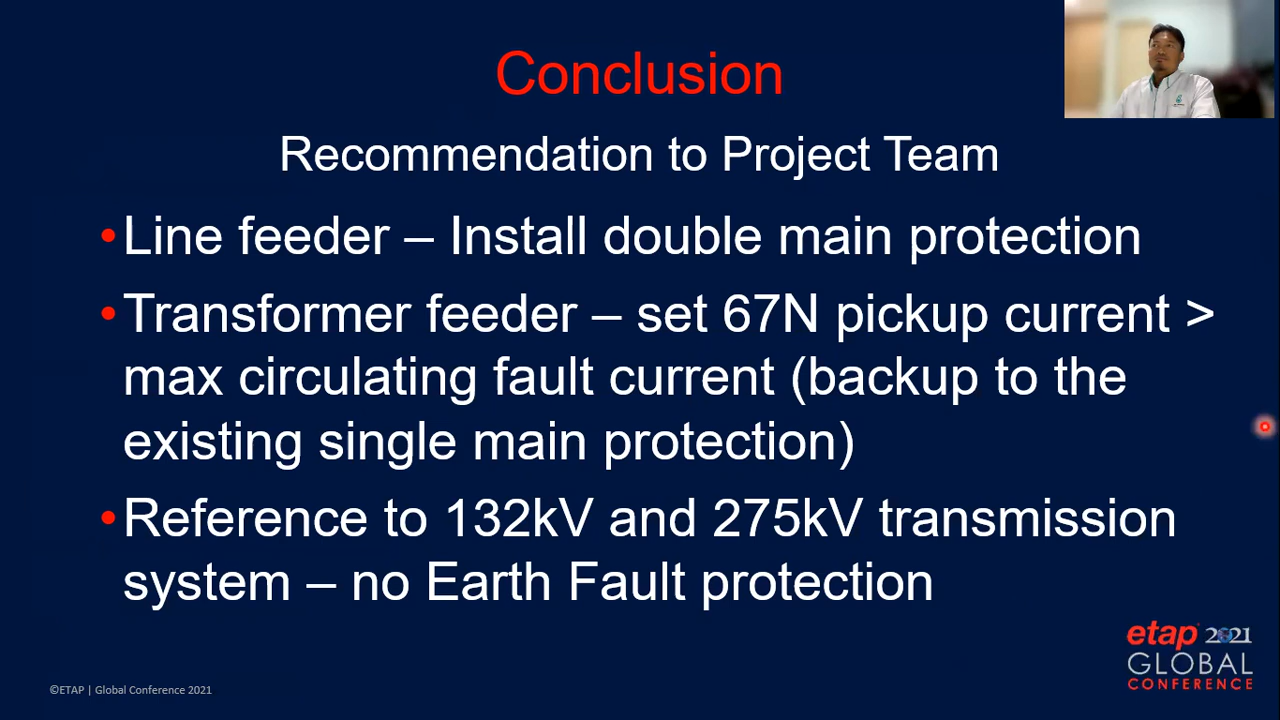 Conclusion
Recommendation to Project Team
•Line feeder – Install double main protection
•Transformer feeder – set 67N pickup current >
max circulating fault current (backup to the
existing single main protection)
•Reference to 132kV and 275kV transmission
system – no Earth Fault protection
etap 2021
GLOBAL
CONFERENCE
©ETAP | Global Conference 2021